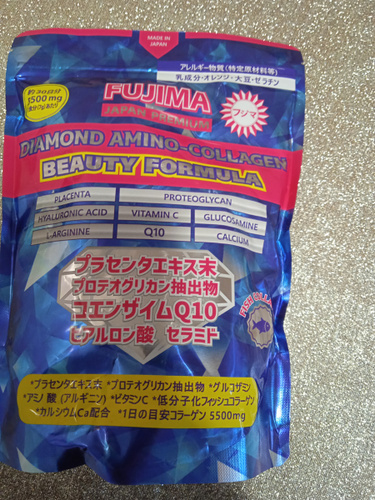 MADE IN
JAPAN
アレルギー物質(特定原材料等)
乳成分・オレンジ・大豆・ゼラチン
約30日分
5500mg
FUJIMA
JAPAN PREMIUM
フジマ
DIAMOND AMINO-COLLAGEN
BEAUTY FORMULA
PLACENTA
PROTEOGLYCAN
HYALURONIC ACID
VITAMIN C
GLUCOSAMINE
L-ARGININE
Q10
CALCIUM
プラセンタエキス末
プロテオグリカン抽出物
コエンザイムQ10
ヒアルロン酸 セラミド
FISH COLLAGEN
*プラセンタエキス末 *プロテオグリカン抽出物 *グルコサミン
*アミノ酸 (アルギニン) *ビタミンC *低分子化フィッシュコラーゲン
*カルシウムCa配合 *1日の目安コラーゲン 5500mg